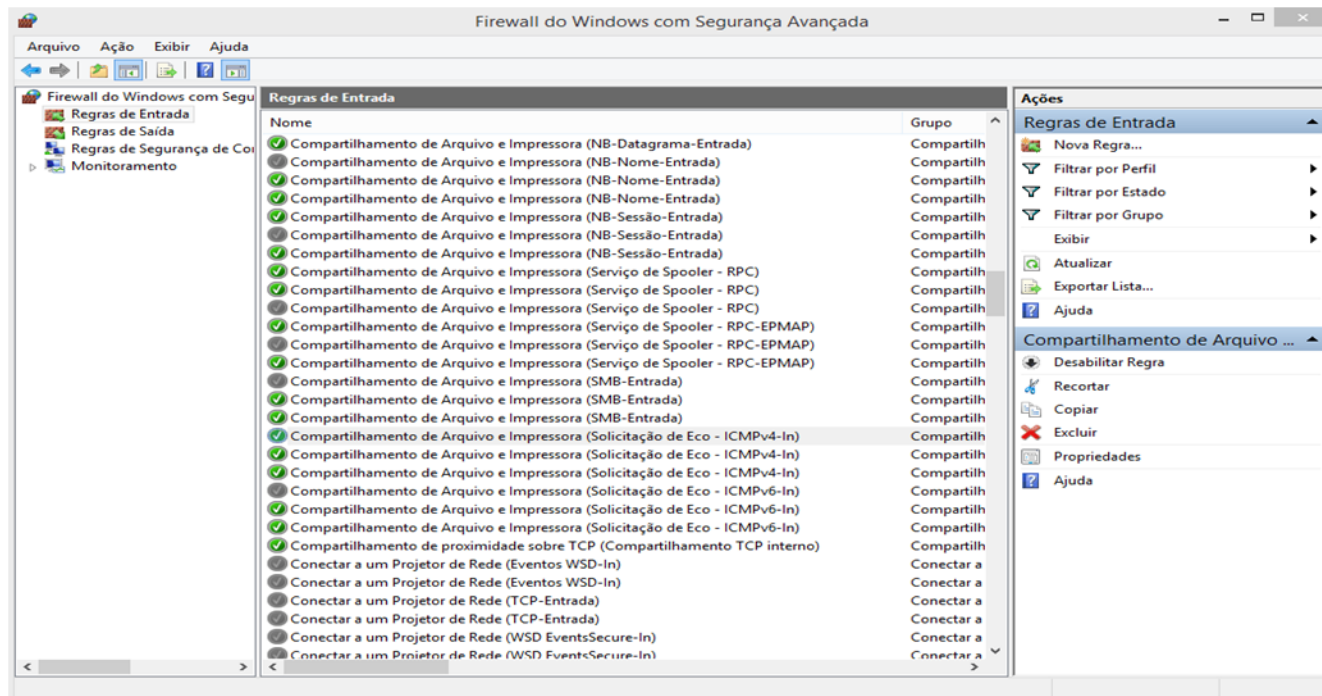 Firewall do Windows com Segurança Avançada
Arquivo Ação Exibir Ajuda
Firewall do Windows com Segu
Regras de Entrada
Regras de Saída
Regras de Segurança de Co
Monitoramento
Regras de Entrada
Nome Grupo
Compartilhamento de Arquivo e Impressora (NB-Datagrama-Entrada) Compartilh
Compartilhamento de Arquivo e Impressora (NB-Nome-Entrada) Compartilh
Compartilhamento de Arquivo e Impressora (NB-Nome-Entrada) Compartilh
Compartilhamento de Arquivo e Impressora (NB-Nome-Entrada) Compartilh
Compartilhamento de Arquivo e Impressora (NB-Sessão-Entrada) Compartilh
Compartilhamento de Arquivo e Impressora (NB-Sessão-Entrada) Compartilh
Compartilhamento de Arquivo e Impressora (NB-Sessão-Entrada) Compartilh
Compartilhamento de Arquivo e Impressora (Serviço de Spooler - RPC) Compartilh
Compartilhamento de Arquivo e Impressora (Serviço de Spooler - RPC) Compartilh
Compartilhamento de Arquivo e Impressora (Serviço de Spooler - RPC) Compartilh
Compartilhamento de Arquivo e Impressora (Serviço de Spooler - RPC-EPMAP) Compartilh
Compartilhamento de Arquivo e Impressora (Serviço de Spooler - RPC-EPMAP) Compartilh
Compartilhamento de Arquivo e Impressora (Serviço de Spooler - RPC-EPMAP) Compartilh
Compartilhamento de Arquivo e Impressora (SMB-Entrada) Compartilh
Compartilhamento de Arquivo e Impressora (SMB-Entrada) Compartilh
Compartilhamento de Arquivo e Impressora (SMB-Entrada) Compartilh
Compartilhamento de Arquivo e Impressora (Solicitação de Eco - ICMPv4-In) Compartilh
Compartilhamento de Arquivo e Impressora (Solicitação de Eco - ICMPv4-In) Compartilh
Compartilhamento de Arquivo e Impressora (Solicitação de Eco - ICMPv4-In) Compartilh
Compartilhamento de Arquivo e Impressora (Solicitação de Eco - ICMPv6-In) Compartilh
Compartilhamento de Arquivo e Impressora (Solicitação de Eco - ICMPv6-In) Compartilh
Compartilhamento de Arquivo e Impressora (Solicitação de Eco - ICMPv6-In) Compartilh
Compartilhamento de proximidade sobre TCP (Compartilhamento TCP interno) Compartilh
Conectar a um Projetor de Rede (Eventos WSD-In) Conectar a
Conectar a um Projetor de Rede (Eventos WSD-In) Conectar a
Conectar a um Projetor de Rede (TCP-Entrada) Conectar a
Conectar a um Projetor de Rede (TCP-Entrada) Conectar a
Conectar a um Projetor de Rede (WSD EventsSecure-In) Conectar a
Conectar a um Projetor de Rede (WSD EventsSecure-In) Conectar a
Ações
Regras de Entrada
Nova Regra...
Filtrar por Perfil
Filtrar por Estado
Filtrar por Grupo
Exibir
Atualizar
Exportar Lista...
Ajuda
Compartilhamento de Arquivo ...
Desabilitar Regra
Recortar
Copiar
Excluir
Propriedades
Ajuda